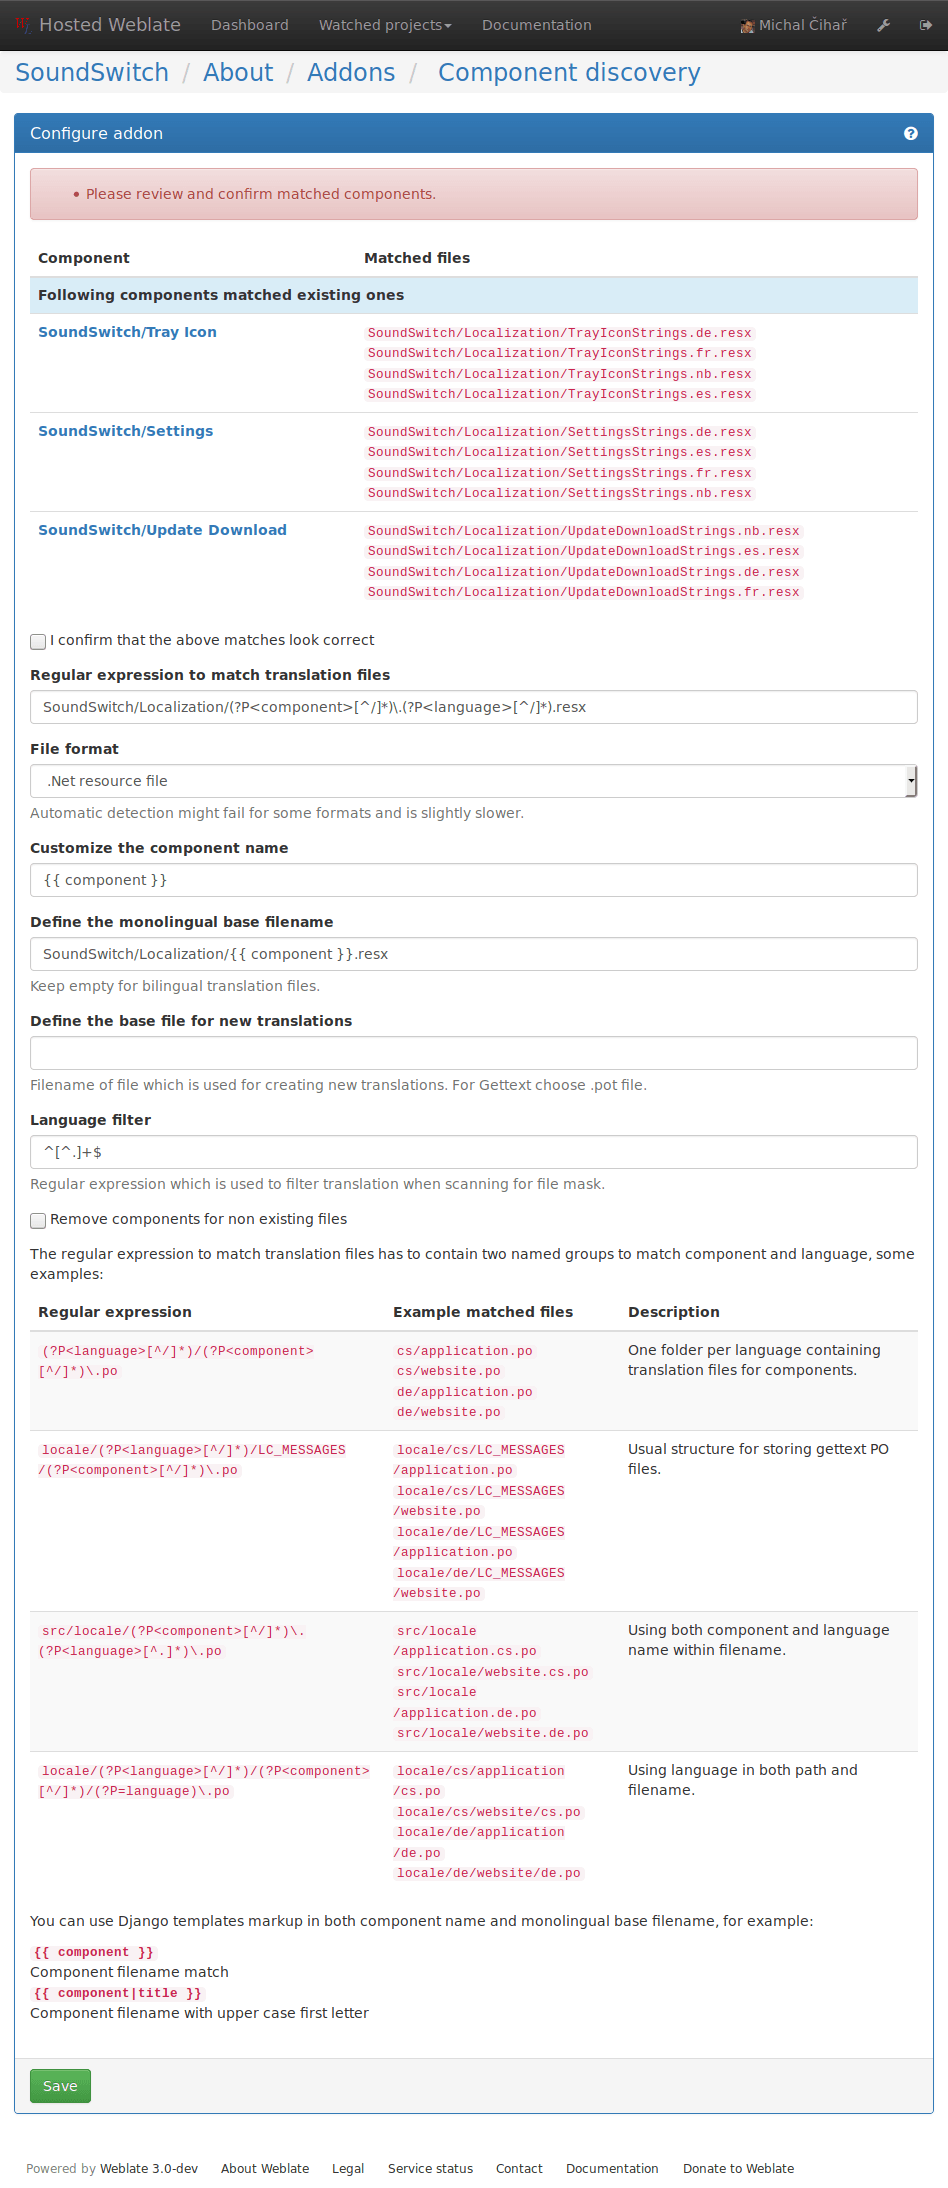 Hosted Weblate Dashboard Watched projects Documentation Michal Čihař
SoundSwitch / About / Addons / Component discovery
Configure addon
Please review and confirm matched components.
Component Matched files
Following components matched existing ones
SoundSwitch/Tray Icon SoundSwitch/Localization/TrayIconStrings.de.resx
SoundSwitch/Localization/TrayIconStrings.fr.resx
SoundSwitch/Localization/TrayIconStrings.nb.resx
SoundSwitch/Localization/TrayIconStrings.es.resx
SoundSwitch/Settings SoundSwitch/Localization/SettingsStrings.de.resx
SoundSwitch/Localization/SettingsStrings.es.resx
SoundSwitch/Localization/SettingsStrings.fr.resx
SoundSwitch/Localization/SettingsStrings.nb.resx
SoundSwitch/Update Download SoundSwitch/Localization/UpdateDownloadStrings.nb.resx
SoundSwitch/Localization/UpdateDownloadStrings.es.resx
SoundSwitch/Localization/UpdateDownloadStrings.de.resx
SoundSwitch/Localization/UpdateDownloadStrings.fr.resx
I confirm that the above matches look correct
Regular expression to match translation files
SoundSwitch/Localization/(?P<component>[^/]*)\.(?P<language>[^/]*).resx
File format
.Net resource file
Automatic detection might fail for some formats and is slightly slower.
Customize the component name
{{ component }}
Define the monolingual base filename
SoundSwitch/Localization/{{ component }}.resx
Keep empty for bilingual translation files.
Define the base file for new translations
Filename of file which is used for creating new translations. For Gettext choose .pot file.
Language filter
^[^.]+$
Regular expression which is used to filter translation when scanning for file mask.
Remove components for non existing files
The regular expression to match translation files has to contain two named groups to match component and language, some
examples:
Regular expression Example matched files Description
(?P<language>[^/]*)/(?P<component>
[^/]*)\.po
cs/application.po
cs/website.po
de/application.po
de/website.po
One folder per language containing
translation files for components.
locale/(?P<language>[^/]*)/LC_MESSAGES
/(?P<component>[^/]*)\.po
locale/cs/LC_MESSAGES
/application.po
locale/cs/LC_MESSAGES
/website.po
locale/de/LC_MESSAGES
/application.po
locale/de/LC_MESSAGES
/website.po
Usual structure for storing gettext PO
files.
src/locale/(?P<component>[^/]*)\.
(?P<language>[^.]*)\.po
src/locale
/application.cs.po
src/locale/website.cs.po
src/locale
/application.de.po
src/locale/website.de.po
Using both component and language
name within filename.
locale/(?P<language>[^/]*)/(?P<component>
[^/]*)/(?P=language)\.po
locale/cs/application
/cs.po
locale/cs/website/cs.po
locale/de/application
/de.po
locale/de/website/de.po
Using language in both path and
filename.
You can use Django templates markup in both component name and monolingual base filename, for example:
{{ component }}
Component filename match
{{ component|title }}
Component filename with upper case first letter
Save
Powered by Weblate 3.0-dev About Weblate Legal Service status Contact Documentation Donate to Weblate